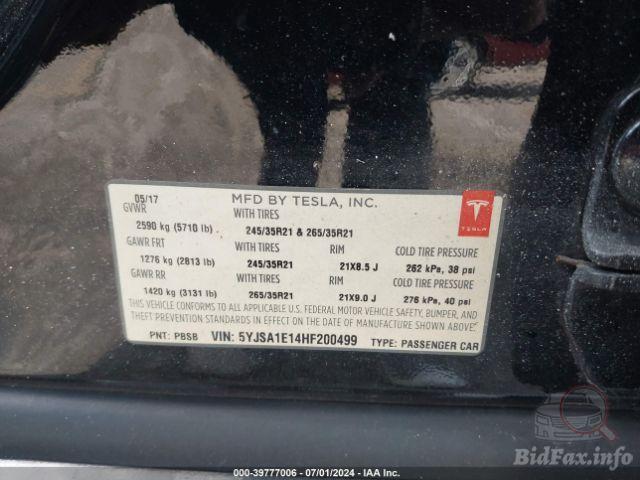 05/17
MFD BY TESLA, INC.
GVWR WITH TIRES
2590 kg (5710 lb) 245/35R21 & 265/35R21
GAWR FRT WITH TIRES RIM COLD TIRE PRESSURE
1276 kg (2813 lb) 245/35R21 21X8.5 J 262 kPa, 38 psi
GAWR RR WITH TIRES RIM COLD TIRE PRESSURE
1420 kg (3131 lb) 265/35R21 21X9.0 J 276 kPa, 40 psi
THIS VEHICLE CONFORMS TO ALL APPLICABLE U.S. FEDERAL MOTOR VEHICLE SAFETY, BUMPER, AND
THEFT PREVENTION STANDARDS IN EFFECT ON THE DATE OF MANUFACTURE SHOWN ABOVE.
PNT: PBSB VIN: 5YJSA1E14HF200499 TYPE: PASSENGER CAR
TESLA
BidFax.info
000-39777006 - 07/01/2024 - IAA Inc.